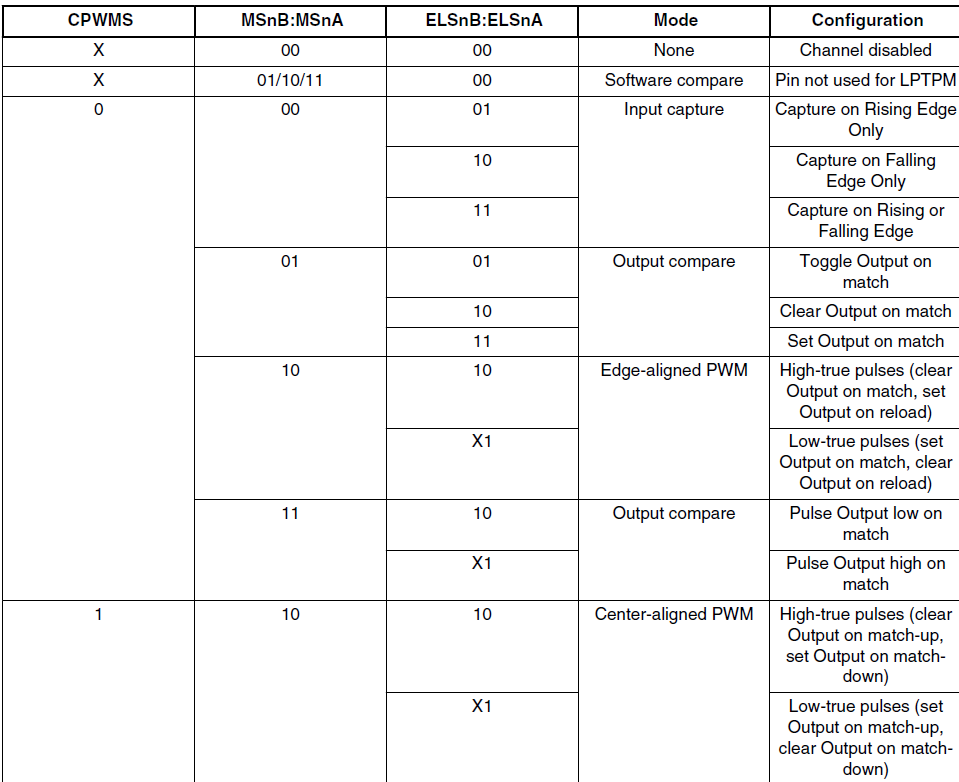 CPWMS MSnB:MSnA ELSnB:ELSnA Mode Configuration
X 00 00 None Channel disabled
X 01/10/11 00 Software compare Pin not used for LPTPM
0 00 01 Input capture Capture on Rising Edge
Only
10 Capture on Falling
Edge Only
11 Capture on Rising or
Falling Edge
01 01 Output compare Toggle Output on
match
10 Clear Output on match
11 Set Output on match
10 10 Edge-aligned PWM High-true pulses (clear
Output on match, set
Output on reload)
X1 Low-true pulses (set
Output on match, clear
Output on reload)
11 10 Output compare Pulse Output low on
match
X1 Pulse Output high on
match
1 10 10 Center-aligned PWM High-true pulses (clear
Output on match-up,
set Output on match-
down)
X1 Low-true pulses (set
Output on match-up,
clear Output on match-
down)